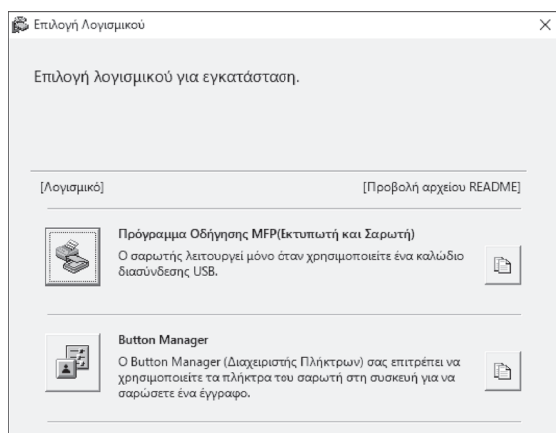 Επιλογή Λογισμικού
Επιλογή λογισμικού για εγκατάσταση.
[Λογισμικό] [Προβολή αρχείου README]
Πρόγραμμα Οδήγησης MFP(Εκτυπωτή και Σαρωτή)
Ο σαρωτής λειτουργεί μόνο όταν χρησιμοποιείτε ένα καλώδιο
διασύνδεσης USB.
Button Manager
Ο Button Manager (Διαχειριστής Πλήκτρων) σας επιτρέπει να
χρησιμοποιείτε τα πλήκτρα του σαρωτή στη συσκευή για να
σαρώσετε ένα έγγραφο.